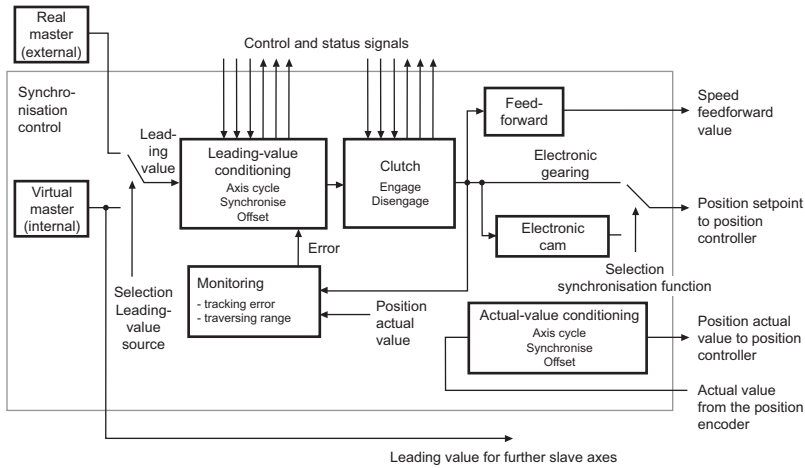 Real
master
(external)
Control and status signals
Synchro-
nisation
control
Lead-
ing
value
Leading-value
conditioning
Axis cycle
Synchronise
Offset
Clutch
Engage
Disengage
Feed-
forward
Speed
feedforward
value
Electronic
gearing
Virtual
master
(internal)
Position setpoint
to position
controller
Electronic
cam
Error
Selection
synchronisation function
Monitoring
- tracking error
- traversing range
Selection
Leading-
value
source
Position
actual
value
Actual-value conditioning
Axis cycle
Synchronise
Offset
Position actual
value to position
controller
Actual value
from the position
encoder
Leading value for further slave axes